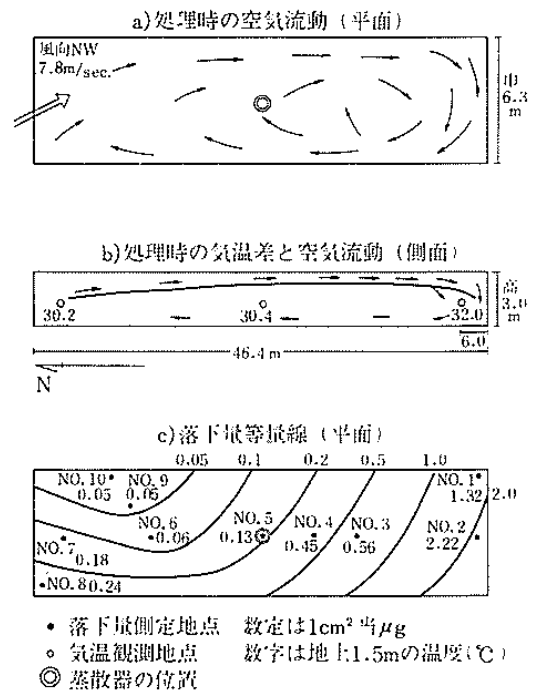 a)処理時の空気流動(平面)
風向NW
7.8m/sec.
巾
6.3
m
b)処理時の気温差と空気流動(側面)
30.2
30.4
32.0
高
3.0
m
6.0
46.4m
N
c)落下量等量線(平面)
0.05 0.1 0.2 0.5 1.0
2.0
NO.10 0.05
NO.9 0.05
NO.1 1.32
NO.6 0.06
NO.5 0.13
NO.4 0.45
NO.3 0.56
NO.2 2.22
NO.7 0.18
NO.8 0.24
• 落下量測定地点 数定は1cm²当μg
○ 気温観測地点 数字は地上1.5mの温度(℃)
◎ 蒸散器の位置